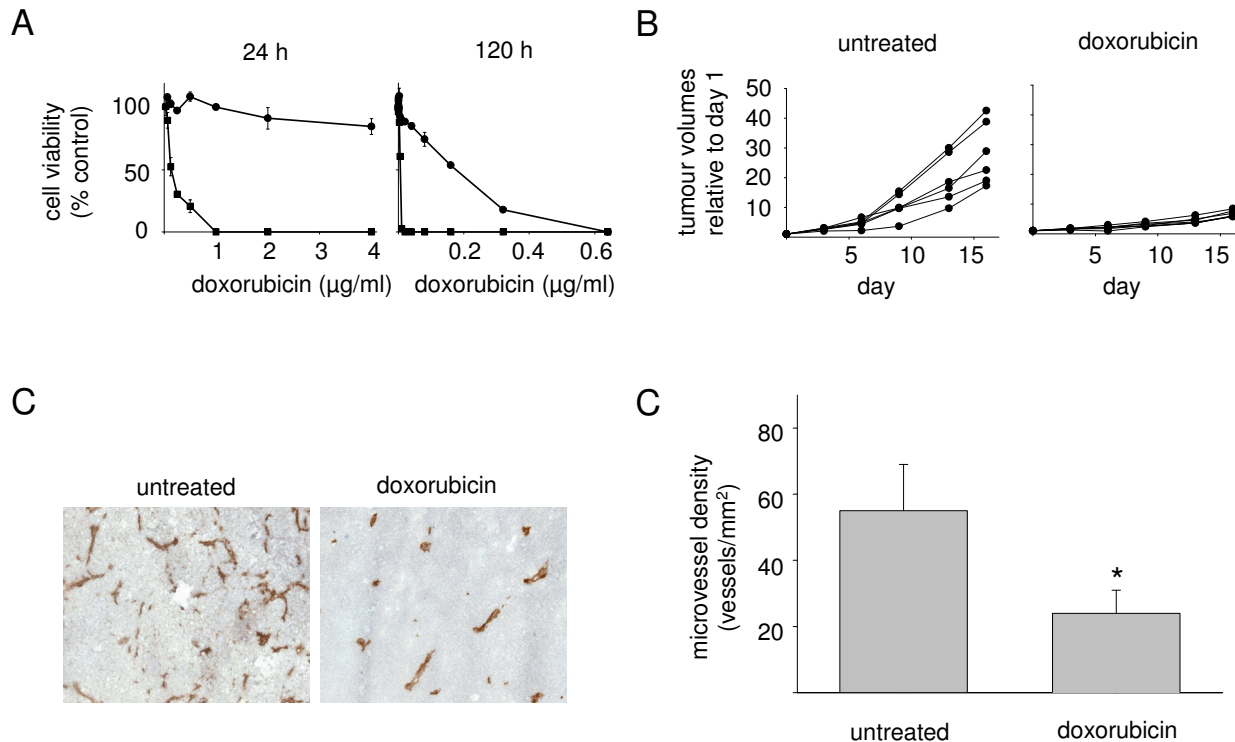 A
24 h
120 h
cell viability
(% control)
100
50
0
1
2
3
4
0.2
0.4
0.6
doxorubicin (µg/ml)
doxorubicin (µg/ml)
B
untreated
doxorubicin
tumour volumes
relative to day 1
50
40
30
20
10
5
10
15
5
10
15
day
day
C
untreated
doxorubicin
C
microvessel density
(vessels/mm²)
80
60
40
20
*
untreated
doxorubicin